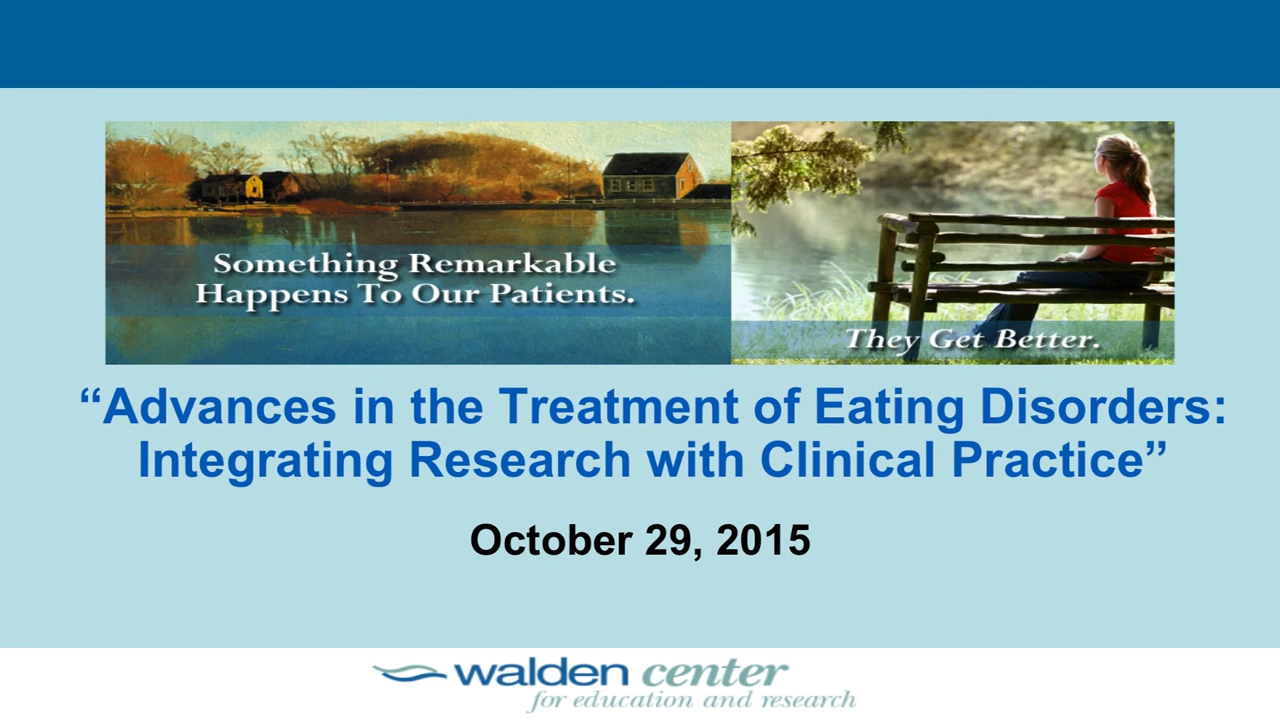 Something Remarkable
Happens To Our Patients.
They Get Better.
“Advances in the Treatment of Eating Disorders:
Integrating Research with Clinical Practice”
October 29, 2015
walden center
for education and research